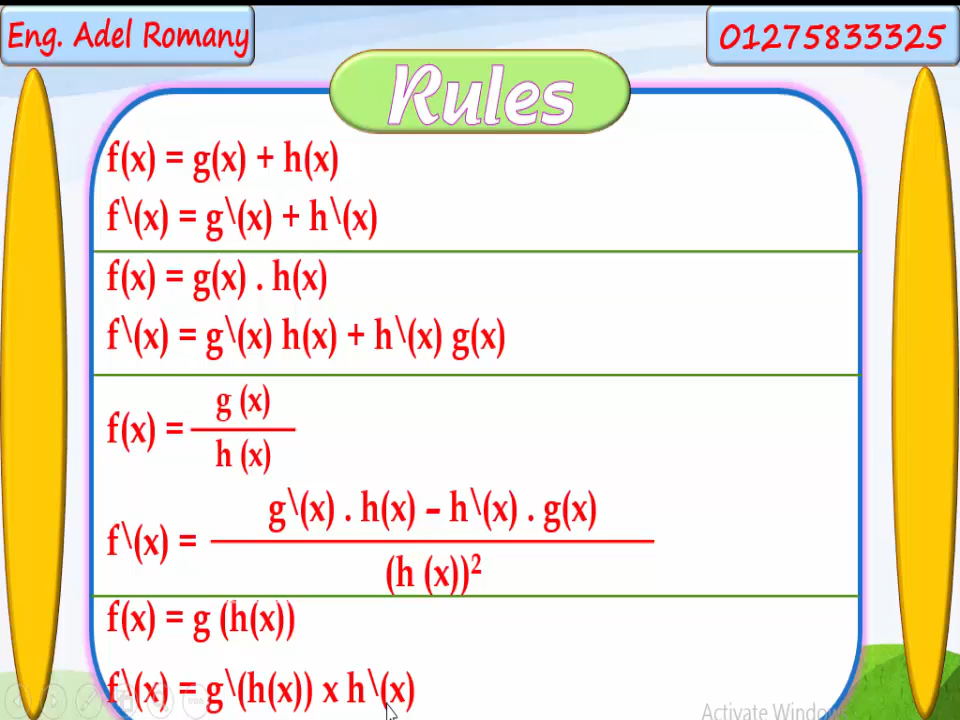 Eng. Adel Romany
01275833325
Rules
f(x) = g(x) + h(x)
f\(x) = g\(x) + h\(x)
f(x) = g(x) . h(x)
f\(x) = g\(x) h(x) + h\(x) g(x)
f(x) = g (x) / h (x)
f\(x) = g\(x) . h(x) – h\(x) . g(x) / (h (x))²
f(x) = g (h(x))
f\(x) = g\(h(x)) x h\(x)
Activate Windows